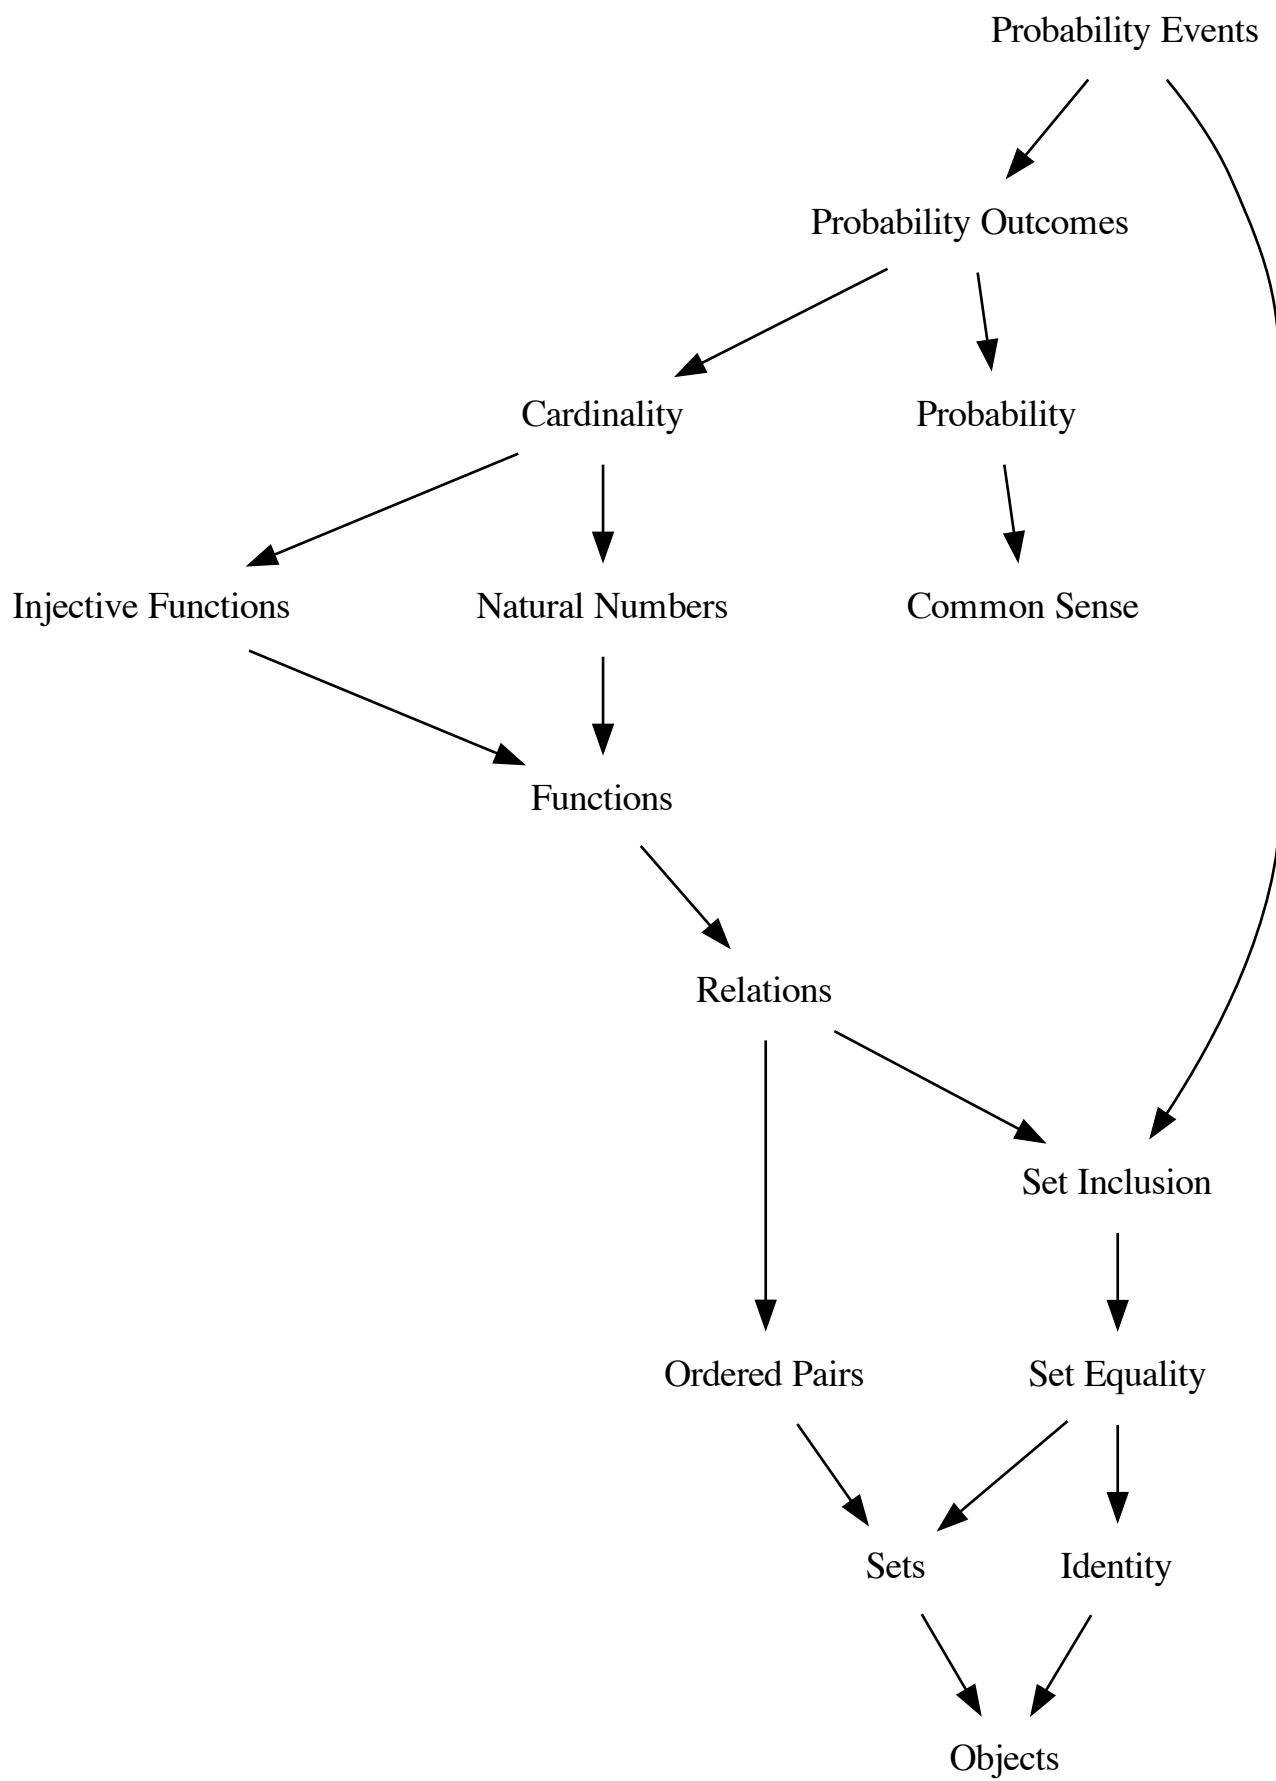 Probability Events
Probability Outcomes
Cardinality
Probability
Injective Functions
Natural Numbers
Common Sense
Functions
Relations
Set Inclusion
Ordered Pairs
Set Equality
Sets
Identity
Objects